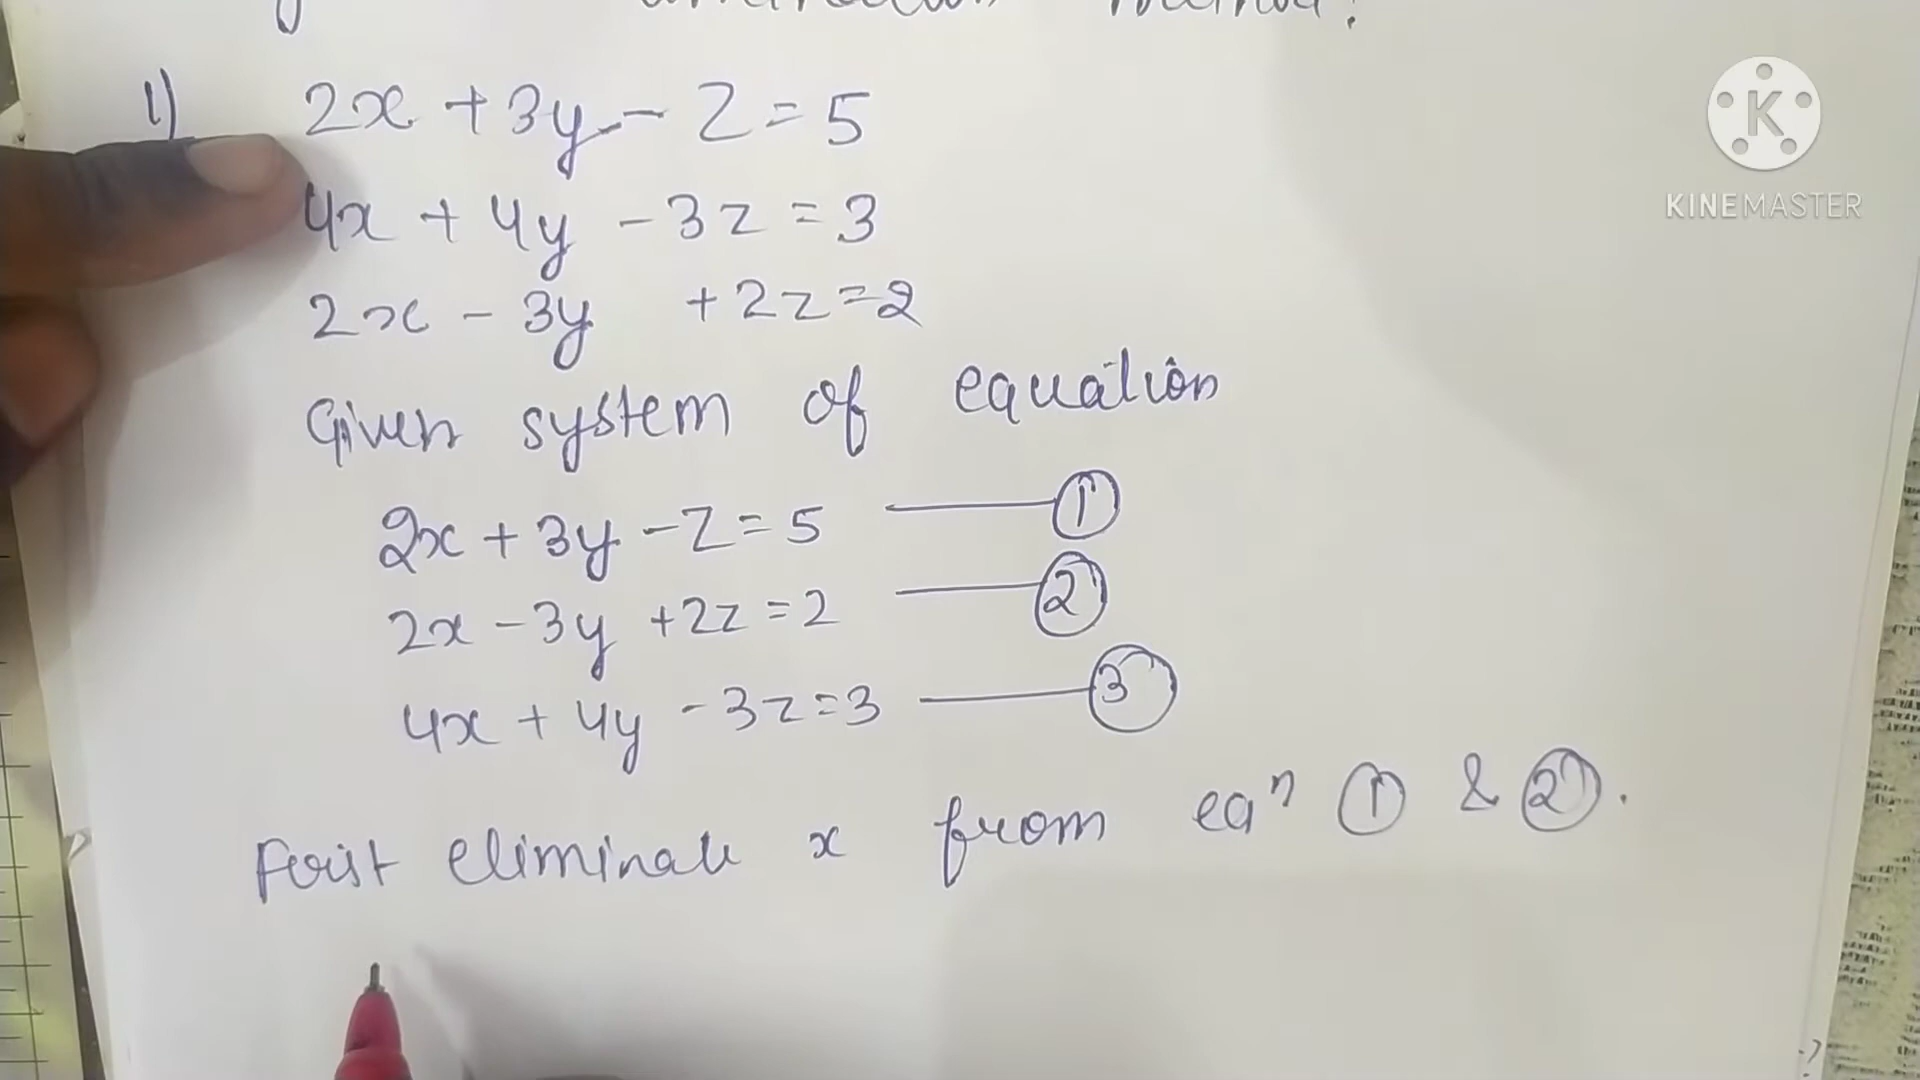 method.
1) 2x + 3y - z = 5
4x + 4y - 3z = 3
2x - 3y + 2z = 2
Given system of equation
2x + 3y - z = 5 —— ①
2x - 3y + 2z = 2 —— ②
4x + 4y - 3z = 3 —— ③
First eliminate x from eqⁿ ① & ②.
K
KINEMASTER